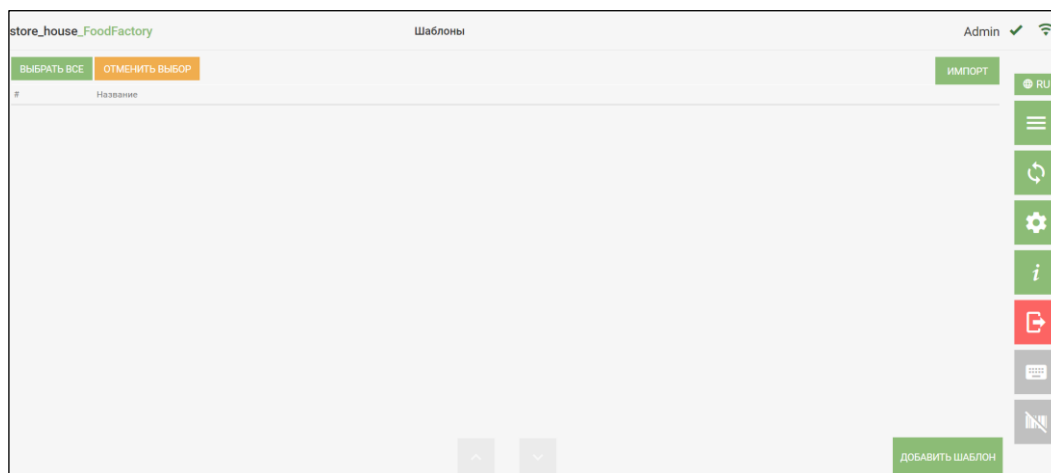 store_house_FoodFactory Шаблоны Admin
ВЫБРАТЬ ВСЕ ОТМЕНИТЬ ВЫБОР ИМПОРТ
RU
# Название
ДОБАВИТЬ ШАБЛОН